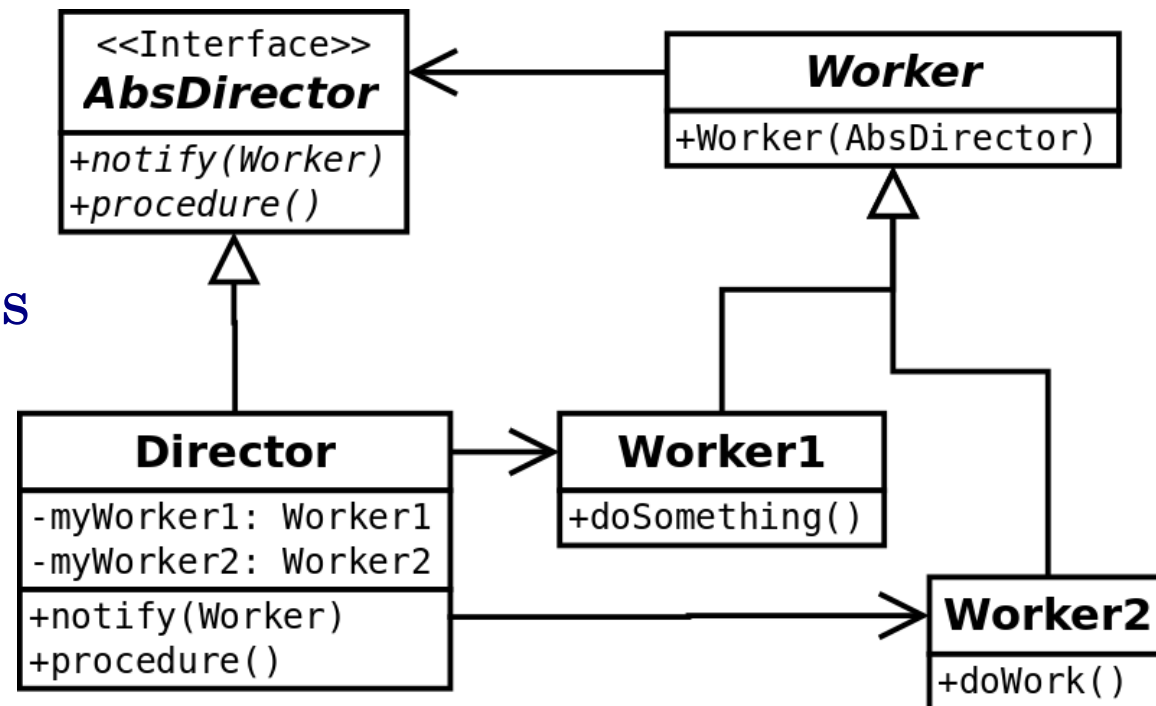 <<Interface>>
AbsDirector
+notify(Worker)
+procedure()
Worker
+Worker(AbsDirector)
s
Director
-myWorker1: Worker1
-myWorker2: Worker2
+notify(Worker)
+procedure()
Worker1
+doSomething()
Worker2
+doWork()